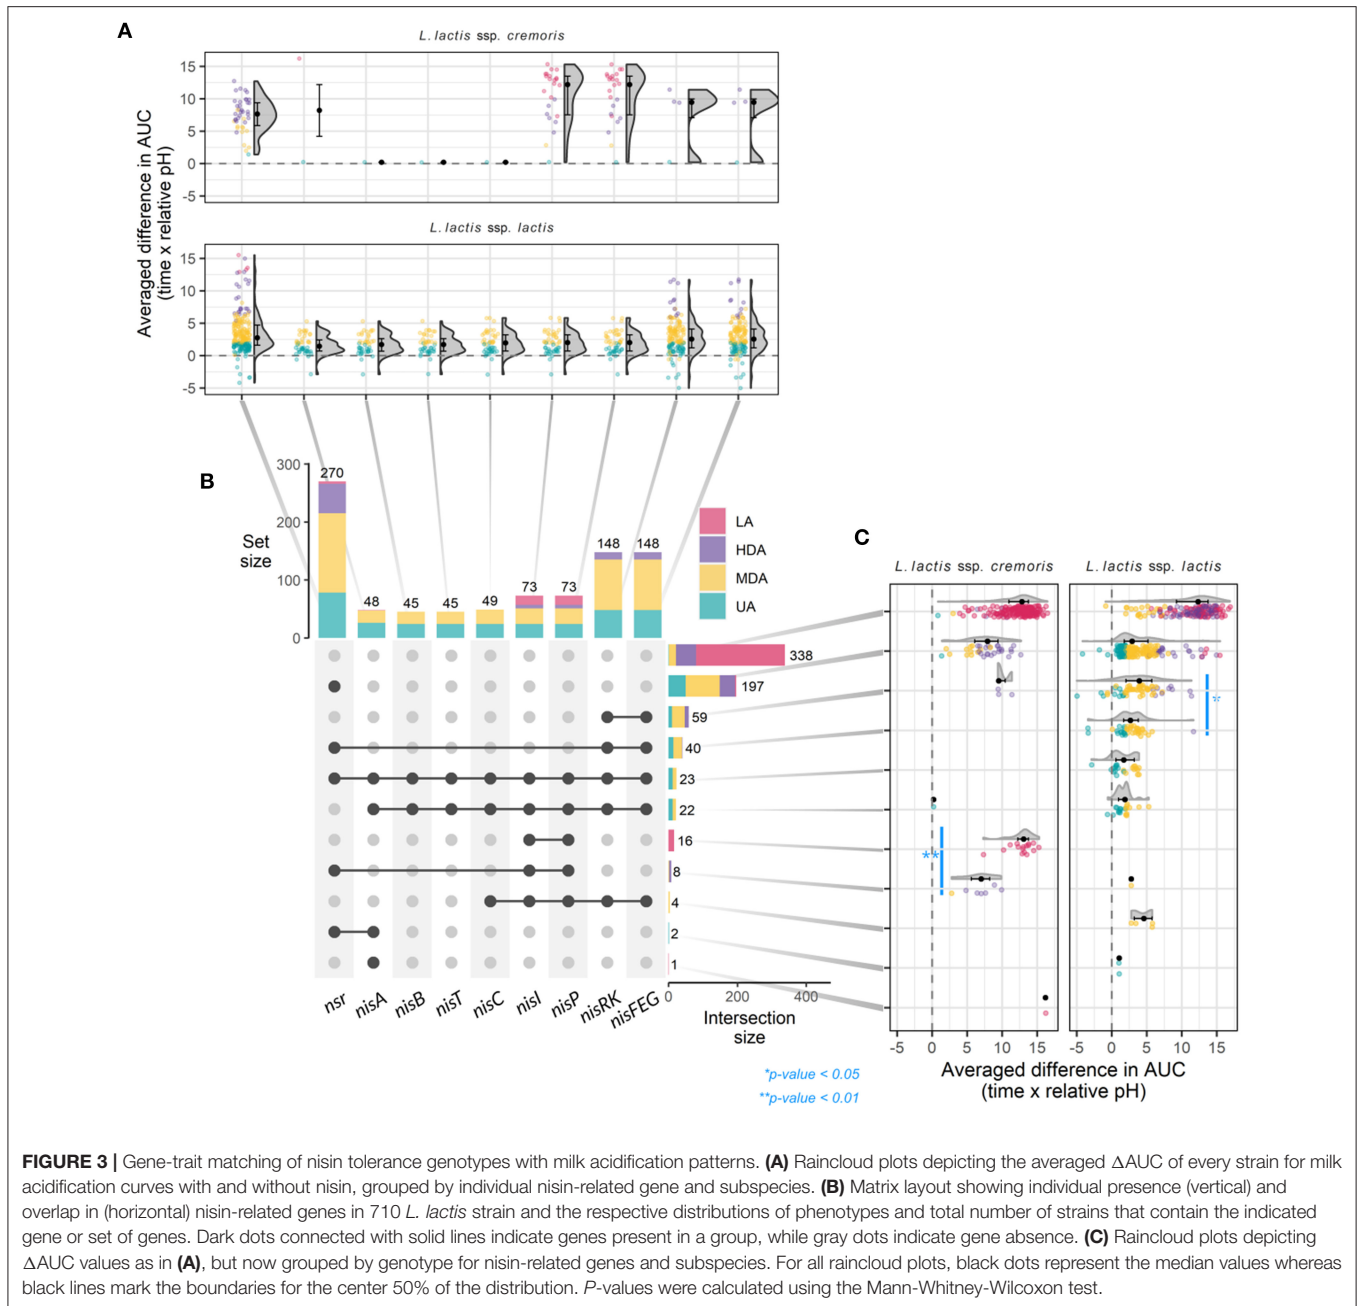 A
L. lactis ssp. cremoris
15
10
5
0
-5
L. lactis ssp. lactis
15
10
5
0
-5
Averaged difference in AUC
(time x relative pH)
B
300
200
100
0
Set
size
270
48
45
45
49
73
73
148
148
LA
HDA
MDA
UA
338
197
59
40
23
22
16
8
4
2
1
nsr
nisA
nisB
nisT
nisC
nisI
nisP
nisRK
nisFEG
0
200
400
Intersection
size
*p-value < 0.05
**p-value < 0.01
C
L. lactis ssp. cremoris
L. lactis ssp. lactis
*
**
-5
0
5
10
15
-5
0
5
10
15
Averaged difference in AUC
(time x relative pH)
FIGURE 3 | Gene-trait matching of nisin tolerance genotypes with milk acidification patterns. (A) Raincloud plots depicting the averaged ΔAUC of every strain for milk
acidification curves with and without nisin, grouped by individual nisin-related gene and subspecies. (B) Matrix layout showing individual presence (vertical) and
overlap in (horizontal) nisin-related genes in 710 L. lactis strain and the respective distributions of phenotypes and total number of strains that contain the indicated
gene or set of genes. Dark dots connected with solid lines indicate genes present in a group, while gray dots indicate gene absence. (C) Raincloud plots depicting
ΔAUC values as in (A), but now grouped by genotype for nisin-related genes and subspecies. For all raincloud plots, black dots represent the median values whereas
black lines mark the boundaries for the center 50% of the distribution. P-values were calculated using the Mann-Whitney-Wilcoxon test.